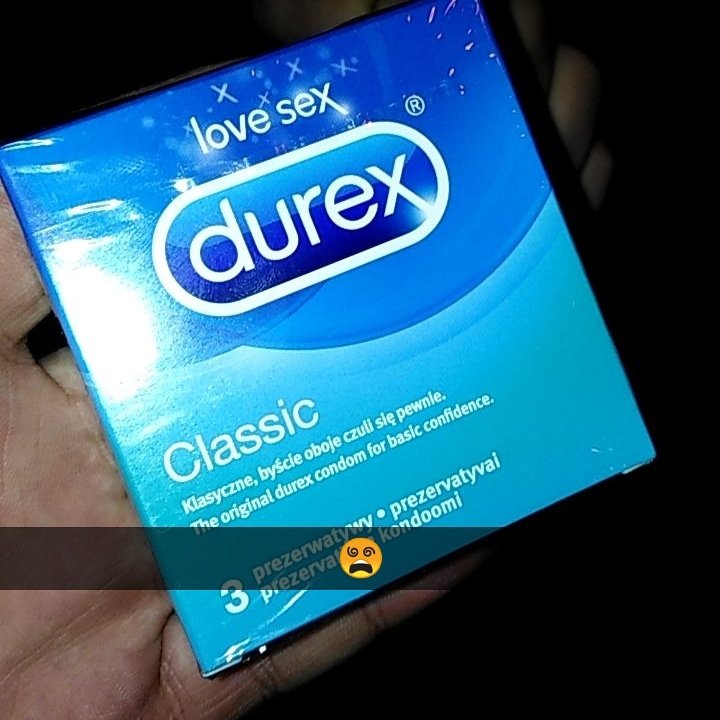 love sex
durex®
Classic
Klasyczne, byście oboje czuli się pewnie.
The original durex condom for basic confidence.
3 prezerwatywy • prezervatyvai
kondoomi